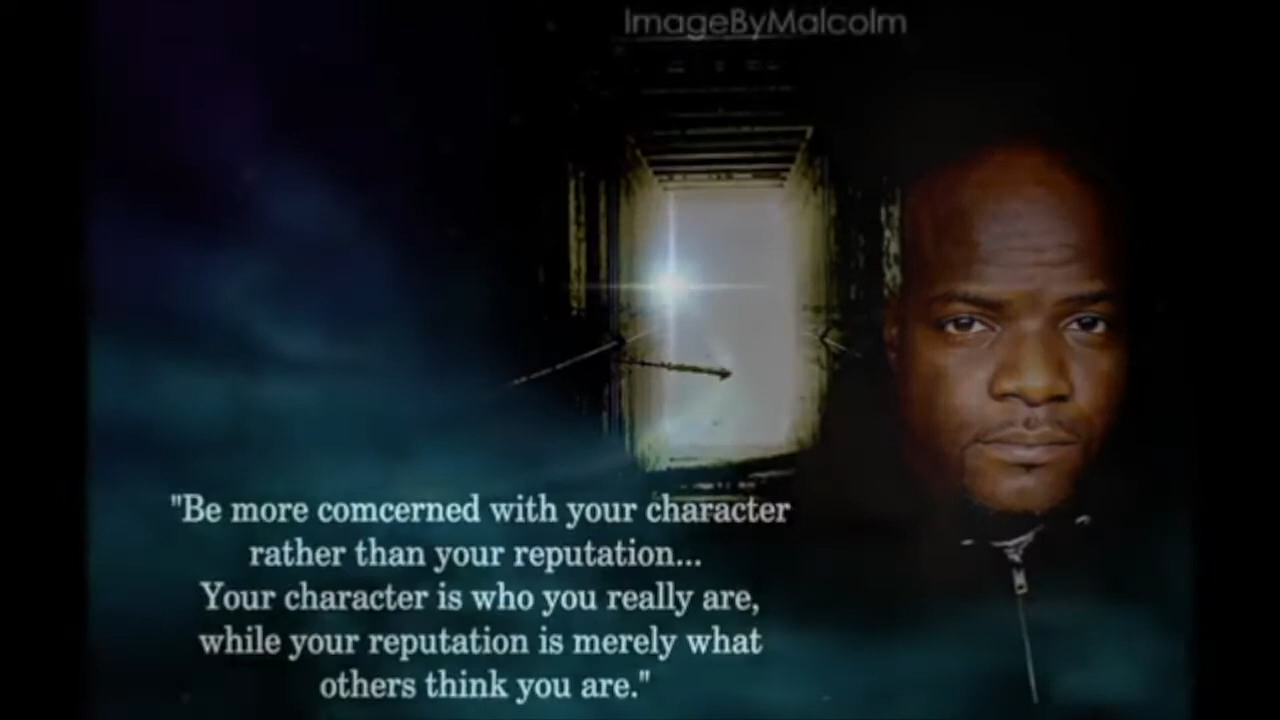 ImageByMalcolm
"Be more comcerned with your character
rather than your reputation...
Your character is who you really are,
while your reputation is merely what
others think you are."